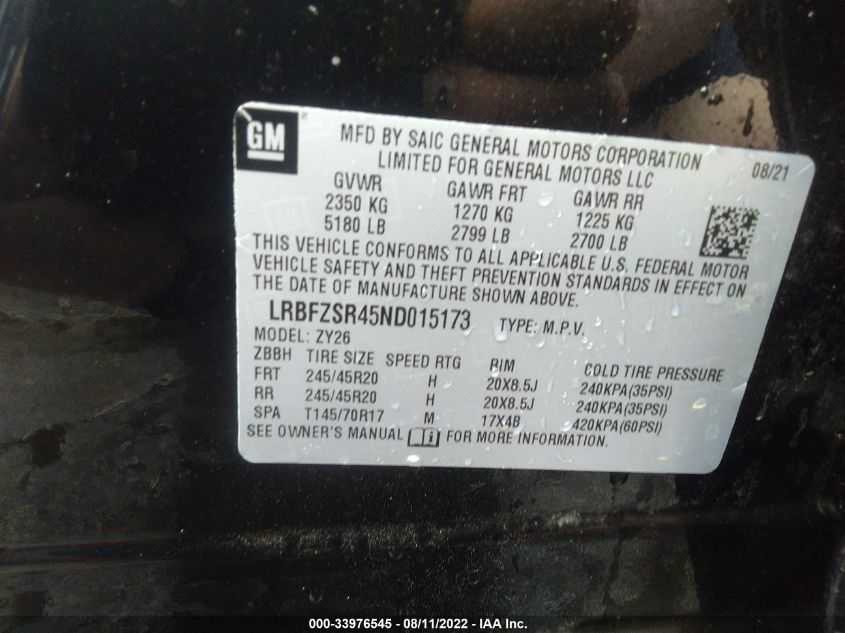 GM ®
MFD BY SAIC GENERAL MOTORS CORPORATION
LIMITED FOR GENERAL MOTORS LLC 08/21
GVWR GAWR FRT GAWR RR
2350 KG 1270 KG 1225 KG
5180 LB 2799 LB 2700 LB
THIS VEHICLE CONFORMS TO ALL APPLICABLE U.S. FEDERAL MOTOR
VEHICLE SAFETY AND THEFT PREVENTION STANDARDS IN EFFECT ON
THE DATE OF MANUFACTURE SHOWN ABOVE.
LRBFZSR45ND015173 TYPE: M.P.V.
MODEL: ZY26
ZBBH TIRE SIZE SPEED RTG RIM COLD TIRE PRESSURE
FRT 245/45R20 H 20X8.5J 240KPA(35PSI)
RR 245/45R20 H 20X8.5J 240KPA(35PSI)
SPA T145/70R17 M 17X4B 420KPA(60PSI)
SEE OWNER'S MANUAL FOR MORE INFORMATION.
000-33976545 - 08/11/2022 - IAA Inc.